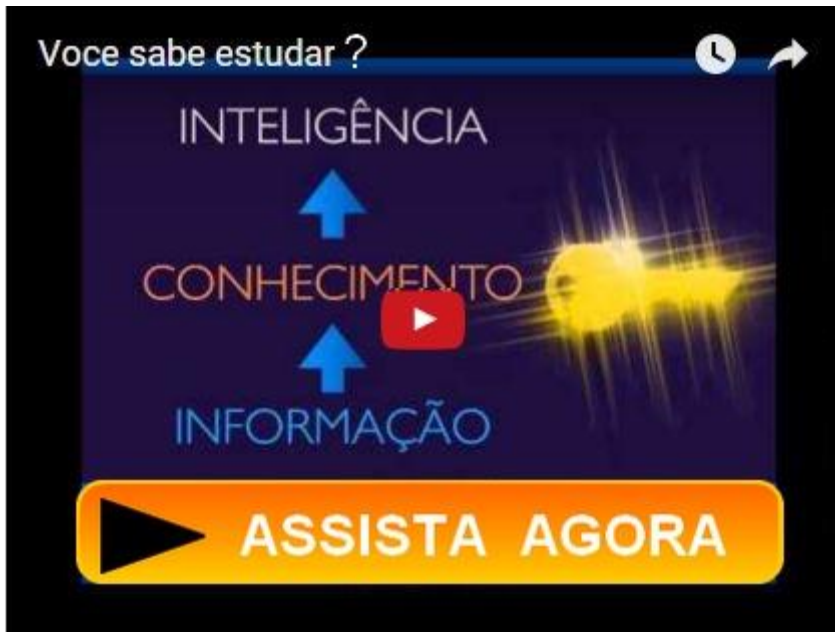 Voce sabe estudar ?
INTELIGÊNCIA
CONHECIMENTO
INFORMAÇÃO
ASSISTA AGORA